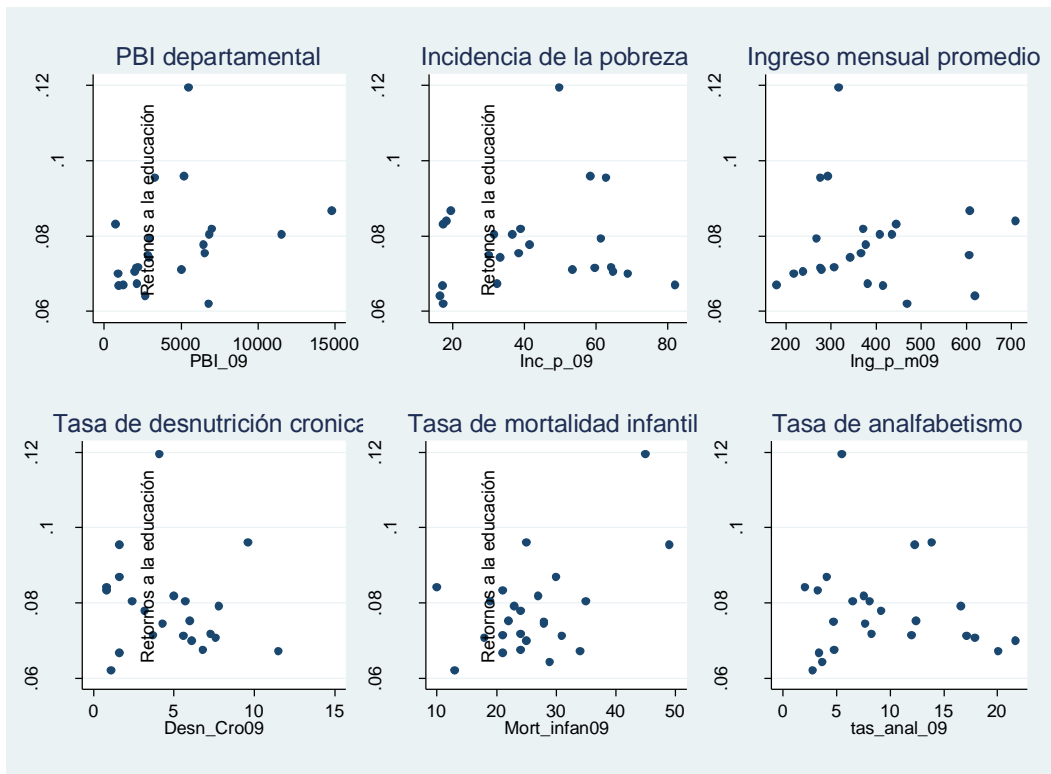 PBI departamental
.06 .08 .1 .12
Retornos a la educación
0 5000 10000 15000
PBI_09
Incidencia de la pobreza
.06 .08 .1 .12
Retornos a la educación
20 40 60 80
Inc_p_09
Ingreso mensual promedio
.06 .08 .1 .12
200 300 400 500 600 700
Ing_p_m09
Tasa de desnutrición cronica
.06 .08 .1 .12
Retornos a la educación
0 5 10 15
Desn_Cro09
Tasa de mortalidad infantil
.06 .08 .1 .12
Retornos a la educación
10 20 30 40 50
Mort_infan09
Tasa de analfabetismo
.06 .08 .1 .12
0 5 10 15 20
tas_anal_09